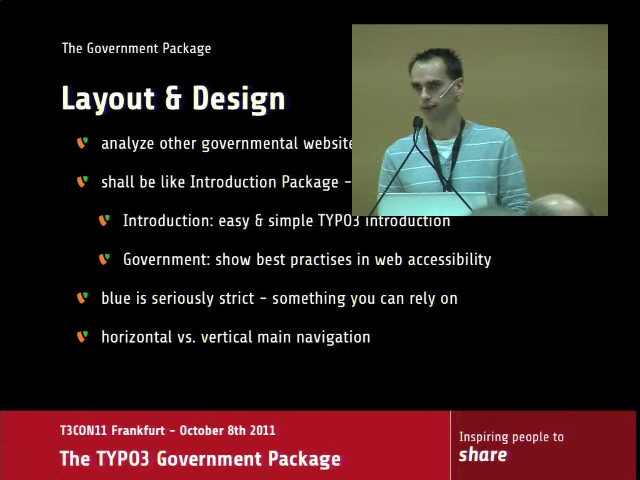 The Government Package
Layout & Design
analyze other governmental website
shall be like Introduction Package –
Introduction: easy & simple TYPO3 introduction
Government: show best practises in web accessibility
blue is seriously strict – something you can rely on
horizontal vs. vertical main navigation
T3CON11 Frankfurt – October 8th 2011
The TYPO3 Government Package
Inspiring people to
share